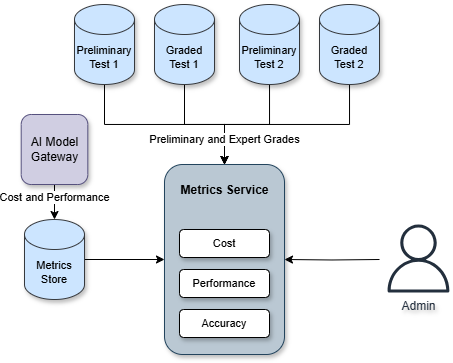 Preliminary
Test 1
Graded
Test 1
Preliminary
Test 2
Graded
Test 2
Preliminary and Expert Grades
AI Model
Gateway
Cost and Performance
Metrics
Store
Metrics Service
Cost
Performance
Accuracy
Admin